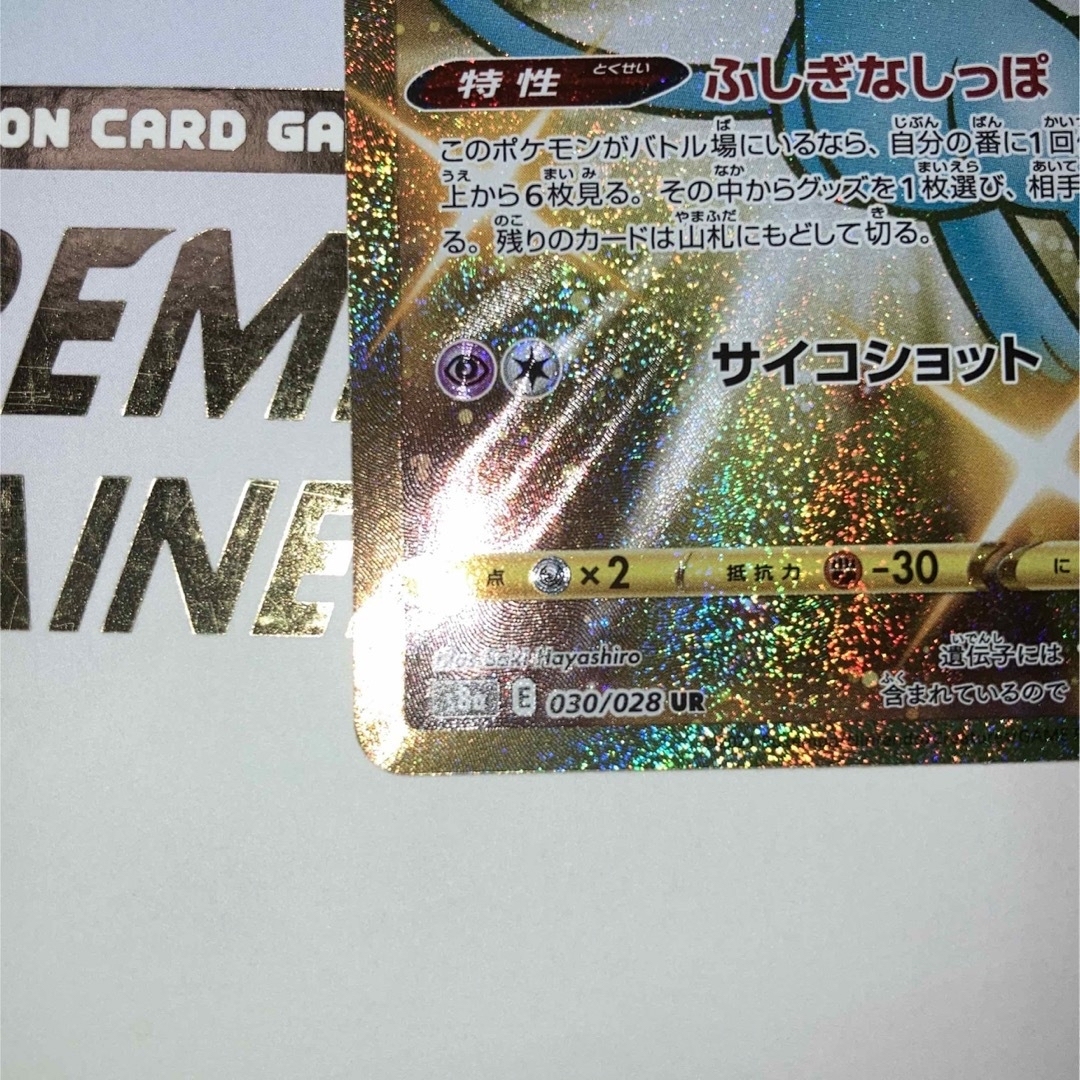 ON CARD GA
REM
AINE
特性 とくせい ふしぎなしっぽ
このポケモンがバトル場にいるなら、自分の番に1回
上から6枚見る。その中からグッズを1枚選び、相手
る。残りのカードは山札にもどして切る。
サイコショット
点 ×2 抵抗力 -30 に
Saki Hayashiro
遺伝子には
E 030/028 UR
含まれているので
GAME